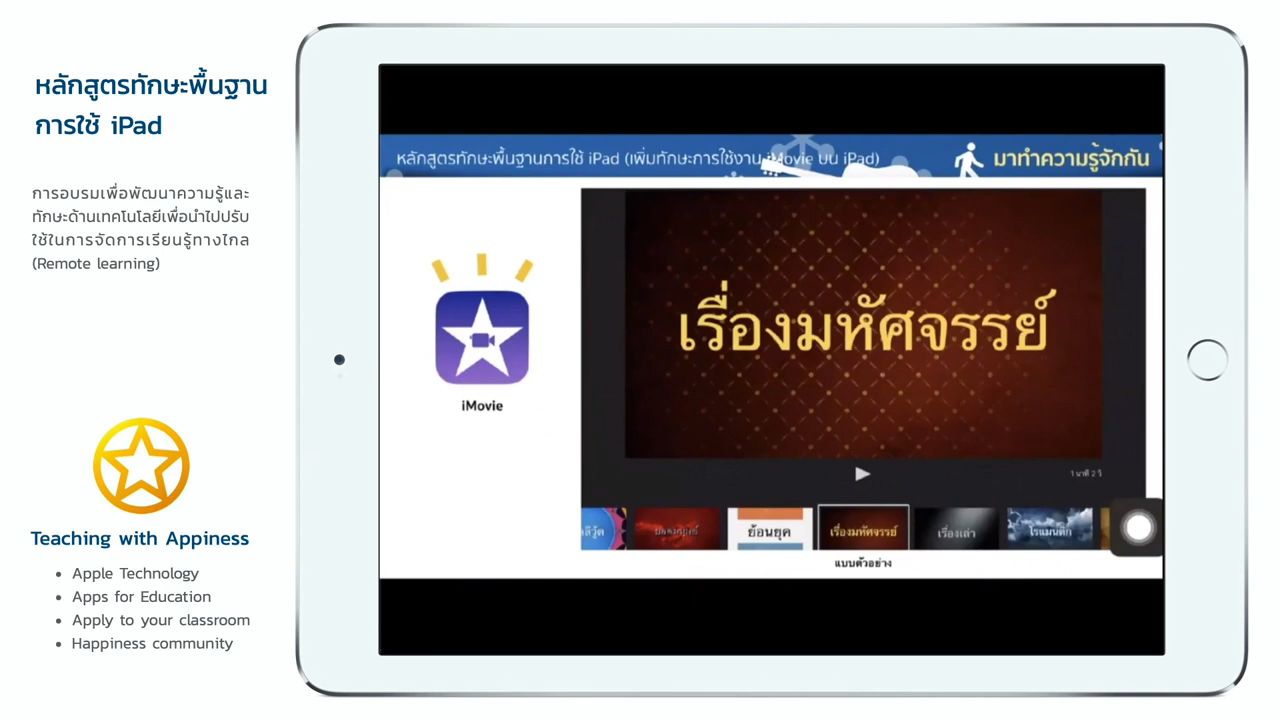 หลักสูตรทักษะพื้นฐาน
การใช้ iPad
การอบรมเพื่อพัฒนาความรู้และ
ทักษะด้านเทคโนโลยีเพื่อนำไปปรับ
ใช้ในการจัดการเรียนรู้ทางไกล
(Remote learning)
Teaching with Appiness
Apple Technology
Apps for Education
Apply to your classroom
Happiness community
หลักสูตรทักษะพื้นฐานการใช้ iPad (เพิ่มทักษะการใช้งาน iMovie บน iPad)
มาทำความรู้จักกัน
iMovie
เรื่องมหัศจรรย์
1 นาที 2 วิ
ย้อนยุค
เรื่องมหัศจรรย์
เรื่องเล่า
โรแมนติก
แบบตัวอย่าง